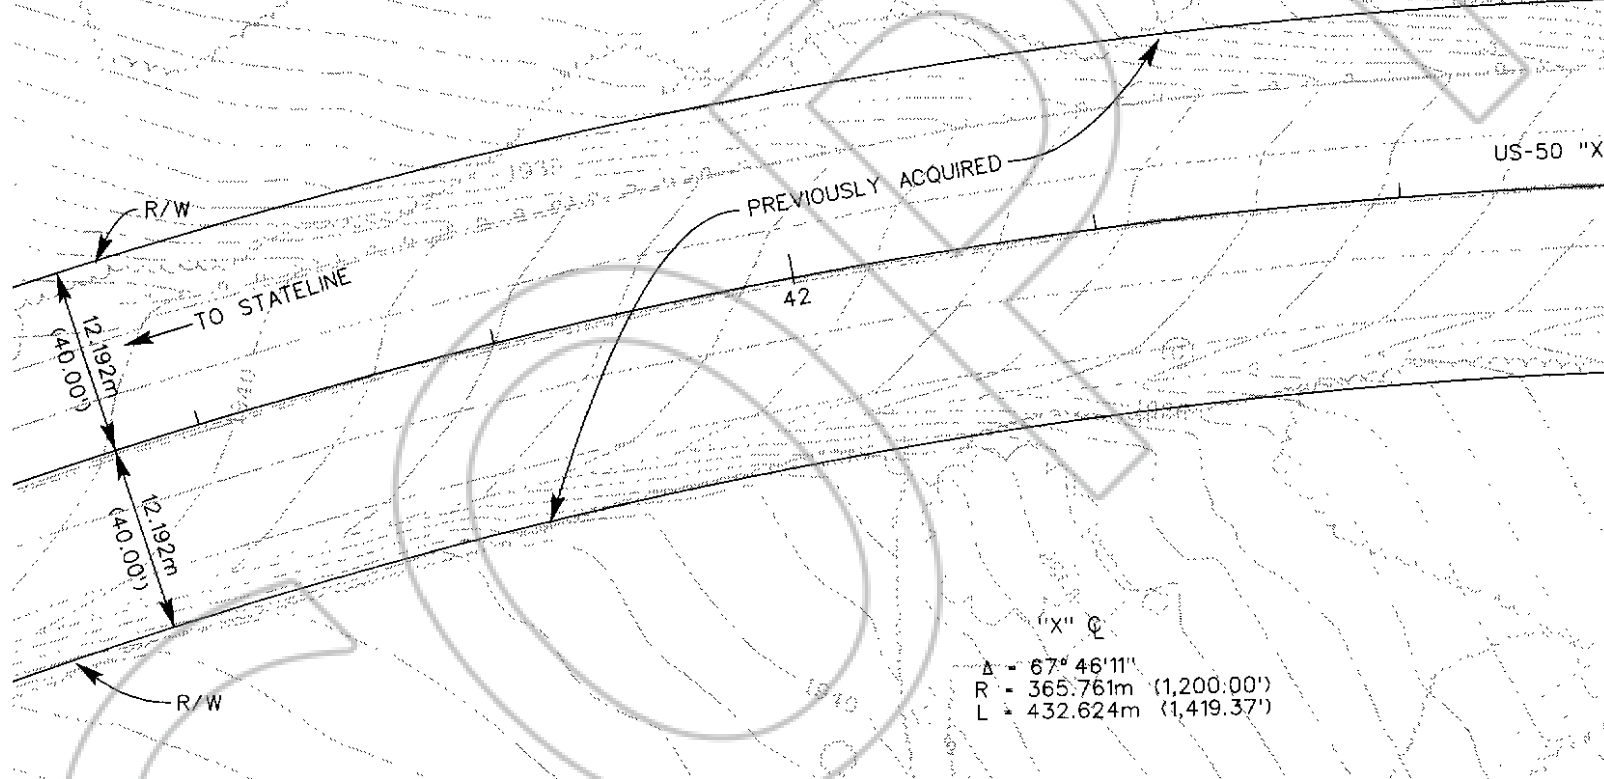 US-50 "X
PREVIOUSLY ACQUIRED
R/W
TO STATELINE
42
12.192m
(40.00')
12.192m
(40.00')
R/W
"X" ℄
Δ = 67° 46'11"
R = 365.761m (1,200.00')
L = 432.624m (1,419.37')